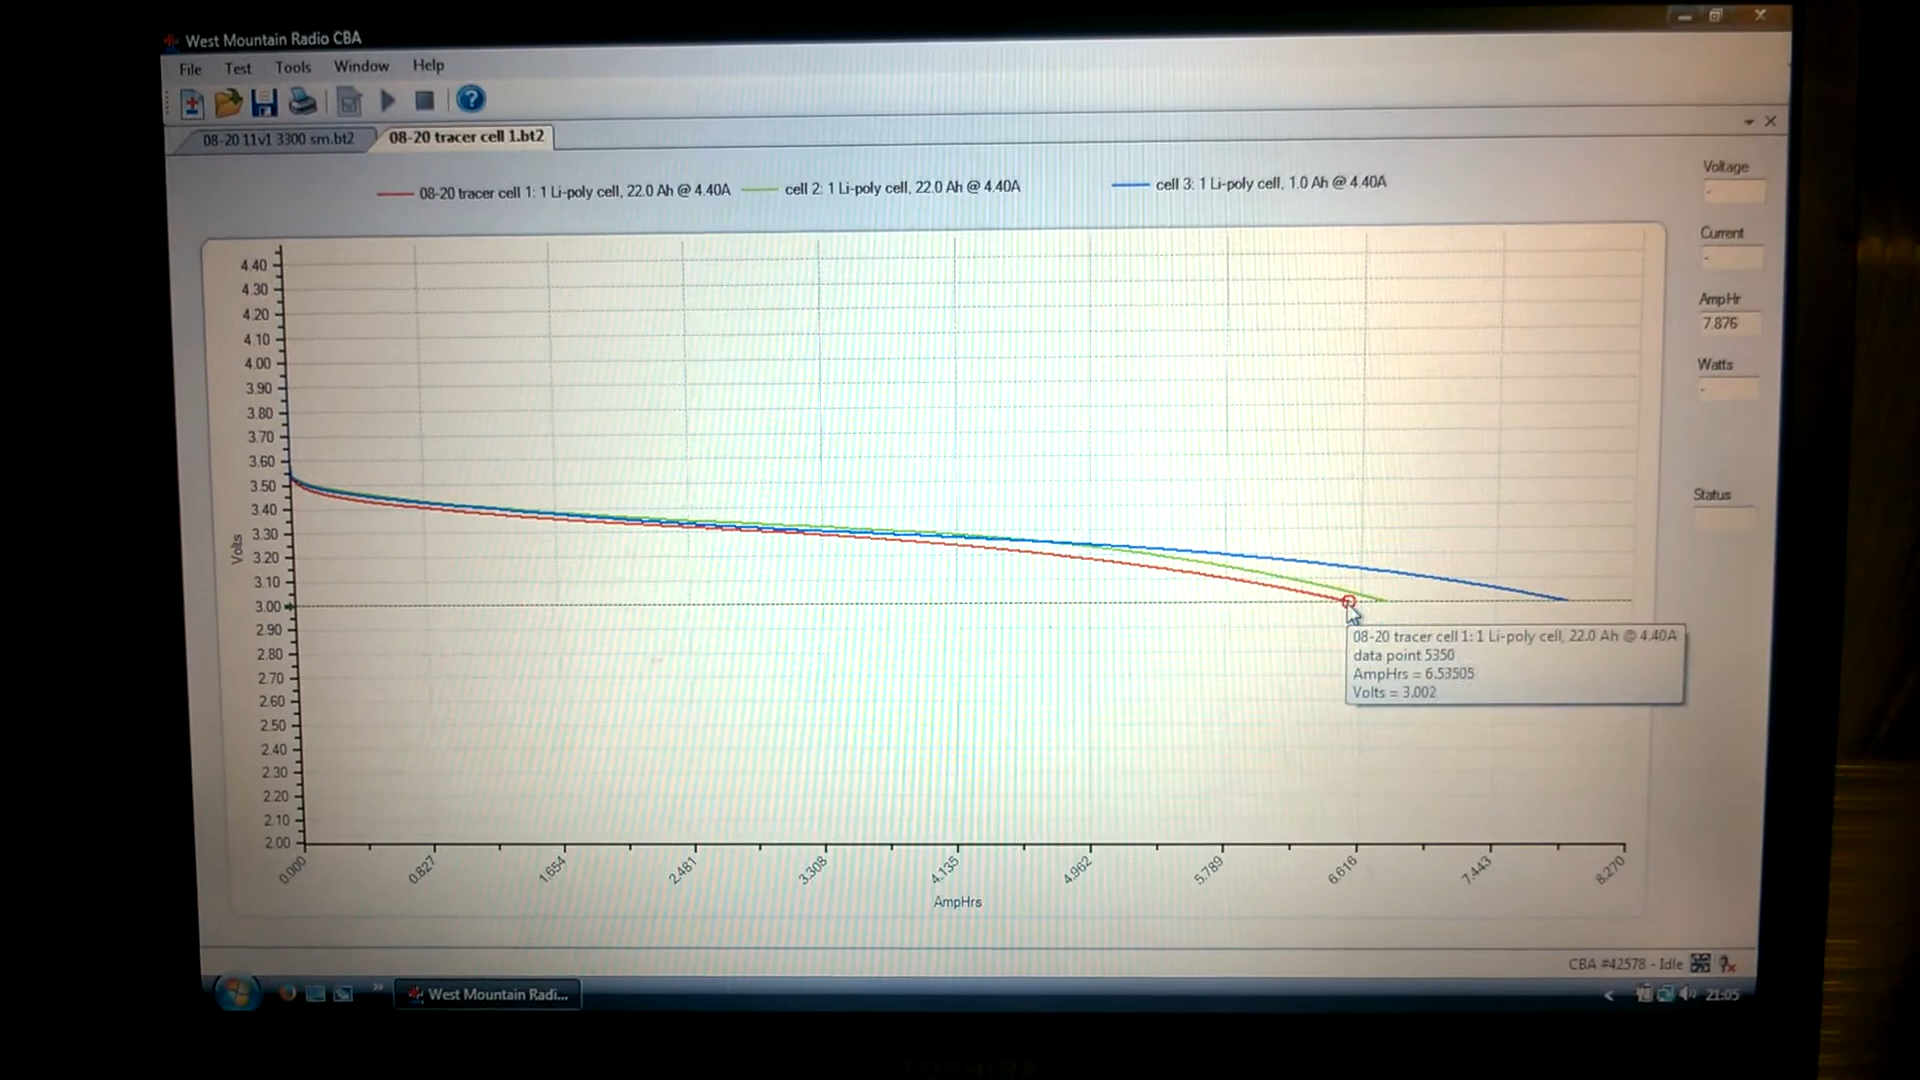 West Mountain Radio CBA
File Test Tools Window Help
08-20 11v1 3300 sm.bt2
08-20 tracer cell 1.bt2
08-20 tracer cell 1: 1 Li-poly cell, 22.0 Ah @ 4.40A
cell 2: 1 Li-poly cell, 22.0 Ah @ 4.40A
cell 3: 1 Li-poly cell, 1.0 Ah @ 4.40A
Voltage
-
Current
-
AmpHr
7.876
Watts
-
Status
Volts
4.40
4.30
4.20
4.10
4.00
3.90
3.80
3.70
3.60
3.50
3.40
3.30
3.20
3.10
3.00
2.90
2.80
2.70
2.60
2.50
2.40
2.30
2.20
2.10
2.00
08-20 tracer cell 1: 1 Li-poly cell, 22.0 Ah @ 4.40A
data point 5350
AmpHrs = 6.53505
Volts = 3.002
0.000
0.827
1.654
2.481
3.308
4.135
4.962
5.789
6.616
7.443
8.270
AmpHrs
CBA #42578 - Idle
West Mountain Radi...
21:05
TOSHIBA